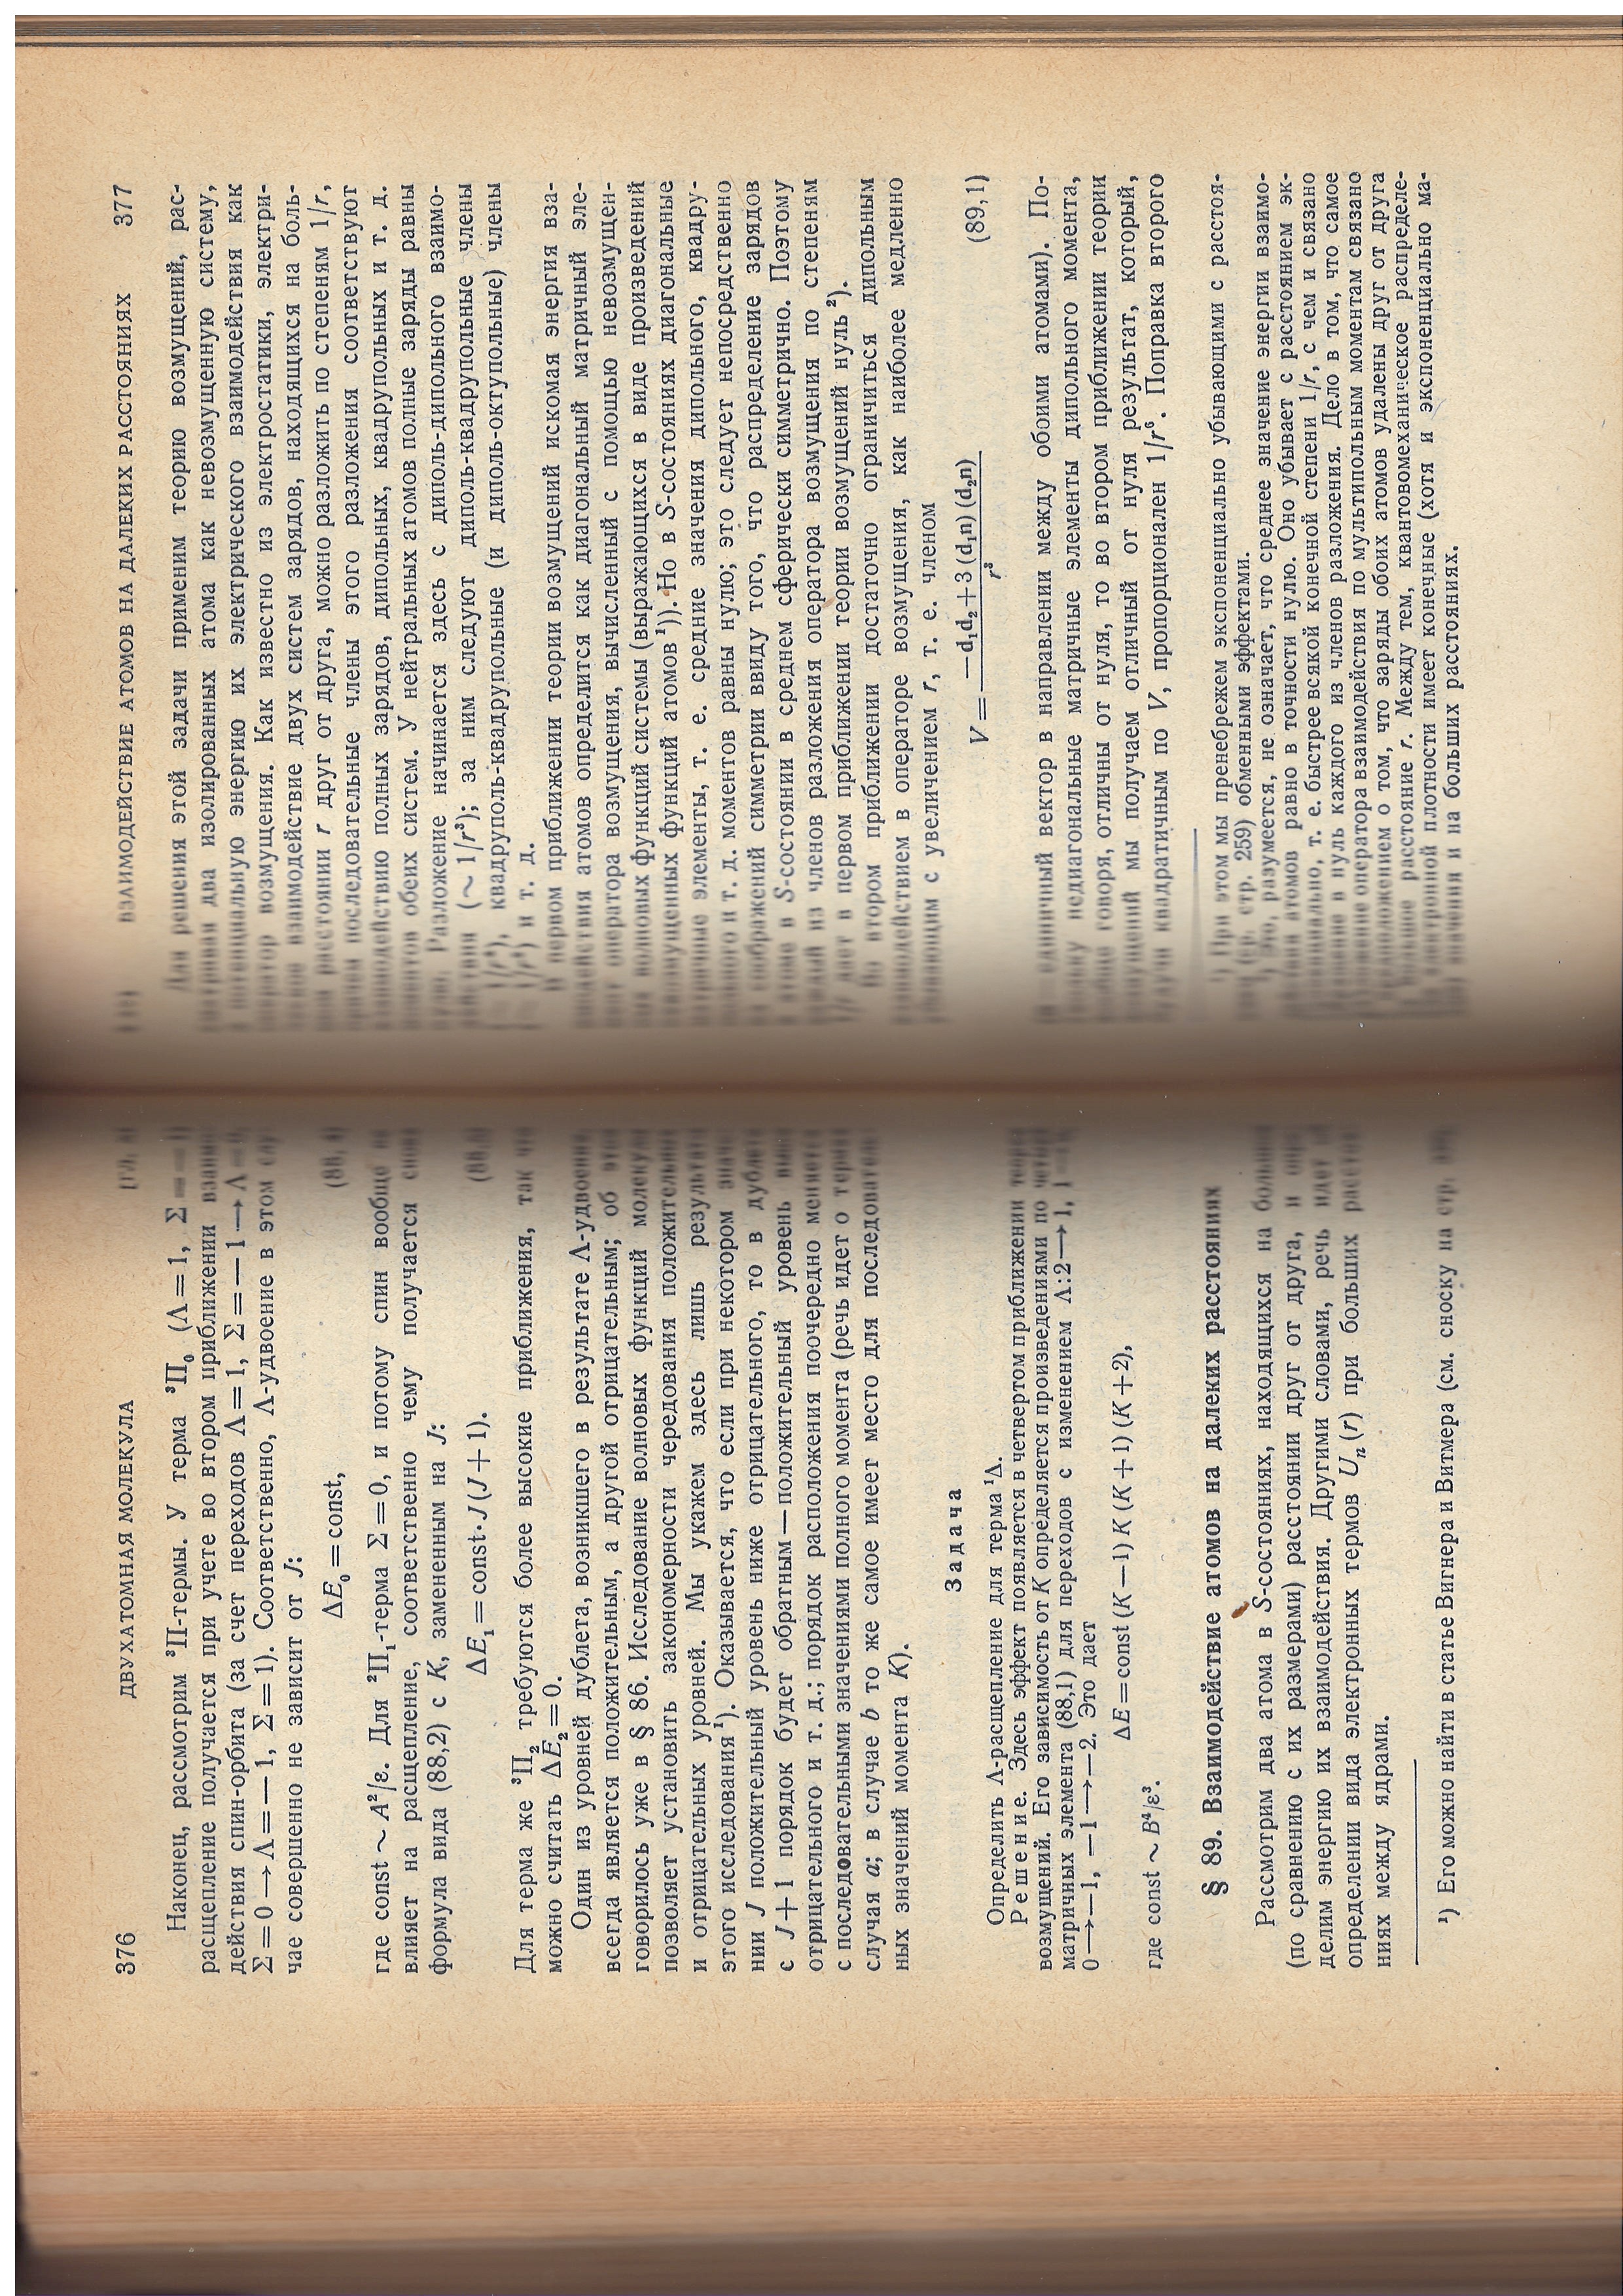 376 ДВУХАТОМНАЯ МОЛЕКУЛА
Наконец, рассмотрим ³Π-термы. У терма ³Π₀ (Λ = 1, Σ =
расщепление получается при учете во втором приближении
действия спин-орбита (за счет переходов Λ = 1, Σ = — 1 → Λ
Σ = 0 → Λ = — 1, Σ = 1). Соответственно, Λ-удвоение в этом
чае совершенно не зависит от J:
ΔE₀ = const,
где const ~ A²/ε. Для ²Π₁-терма Σ = 0, и потому спин вообще
влияет на расщепление, соответственно чему получается
формула вида (88,2) с K, замененным на J:
ΔE₁ = const·J (J + 1).
Для терма же ³Π₂ требуются более высокие приближения, так
можно считать ΔE₂ = 0.
Один из уровней дублета, возникшего в результате Λ-удвоения,
всегда является положительным, а другой отрицательным; об
говорилось уже в § 86. Исследование волновых функций
позволяет установить закономерности чередования
и отрицательных уровней. Мы укажем здесь лишь
этого исследования ¹). Оказывается, что если при некотором
нии J положительный уровень ниже отрицательного, то в
с J + 1 порядок будет обратным — положительный уровень
отрицательного и т. д.; порядок расположения поочередно
с последовательными значениями полного момента (речь идет о
случая a; в случае b то же самое имеет место для
ных значений момента K).
Задача
Определить Λ-расщепление для терма ¹Δ.
Решение. Здесь эффект появляется в четвертом приближении
возмущений. Его зависимость от K определяется произведениями по
матричных элемента (88,1) для переходов с изменением Λ:2 → 1,
0 → —1, —1 → —2. Это дает
ΔE = const (K — 1) K (K + 1) (K + 2),
где const ~ B⁴/ε³.
§ 89. Взаимодействие атомов на далеких расстояниях
Рассмотрим два атома в S-состояниях, находящихся на
(по сравнению с их размерами) расстоянии друг от друга, и
делим энергию их взаимодействия. Другими словами, речь
определении вида электронных термов Uₙ (r) при больших
ниях между ядрами.
¹) Его можно найти в статье Вигнера и Витмера (см. сноску на
ВЗАИМОДЕЙСТВИЕ АТОМОВ НА ДАЛЕКИХ РАССТОЯНИЯХ 377
решения этой задачи применим теорию возмущений, рас-
два изолированных атома как невозмущенную систему,
энергию их электрического взаимодействия как
возмущения. Как известно из электростатики, электри-
взаимодействие двух систем зарядов, находящихся на боль-
расстоянии r друг от друга, можно разложить по степеням 1/r,
последовательные члены этого разложения соответствуют
полных зарядов, дипольных, квадрупольных и т. д.
обеих систем. У нейтральных атомов полные заряды равны
Разложение начинается здесь с диполь-дипольного взаимо-
(~ 1/r³); за ним следуют диполь-квадрупольные члены
квадруполь-квадрупольные (и диполь-октупольные) члены
и т. д.
первом приближении теории возмущений искомая энергия вза-
атомов определится как диагональный матричный эле-
оператора возмущения, вычисленный с помощью невозмущен-
волновых функций системы (выражающихся в виде произведений
функций атомов ¹)). Но в S-состояниях диагональные
элементы, т. е. средние значения дипольного, квадру-
и т. д. моментов равны нулю; это следует непосредственно
симметрии ввиду того, что распределение зарядов
в S-состоянии в среднем сферически симметрично. Поэтому
из членов разложения оператора возмущения по степеням
в первом приближении теории возмущений нуль ²).
втором приближении достаточно ограничиться дипольным
в операторе возмущения, как наиболее медленно
с увеличением r, т. е. членом
V = —d₁d₂ + 3 (d₁n) (d₂n) / r³ (89,1)
вектор в направлении между обоими атомами). По-
недиагональные матричные элементы дипольного момента,
говоря, отличны от нуля, то во втором приближении теории
мы получаем отличный от нуля результат, который,
квадратичным по V, пропорционален 1/r⁶. Поправка второго
При этом мы пренебрежем экспоненциально убывающими с расстоя-
стр. 259) обменными эффектами.
разумеется, не означает, что среднее значение энергии взаимо-
атомов равно в точности нулю. Оно убывает с расстоянием эк-
т. е. быстрее всякой конечной степени 1/r, с чем и связано
в нуль каждого из членов разложения. Дело в том, что самое
оператора взаимодействия по мультипольным моментам связано
о том, что заряды обоих атомов удалены друг от друга
расстояние r. Между тем, квантовомеханическое распределе-
плотности имеет конечные (хотя и экспоненциально ма-
значения и на больших расстояниях.